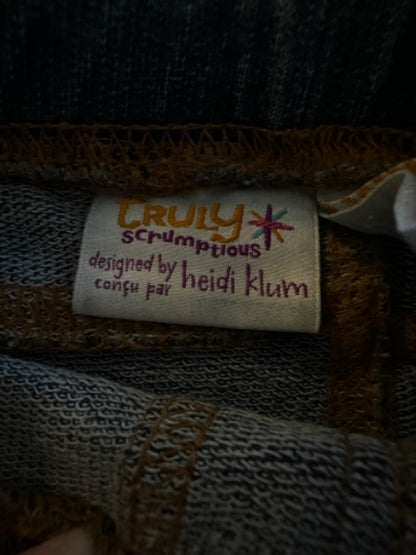 truly
scrumptious
designed by heidi klum
conçu par